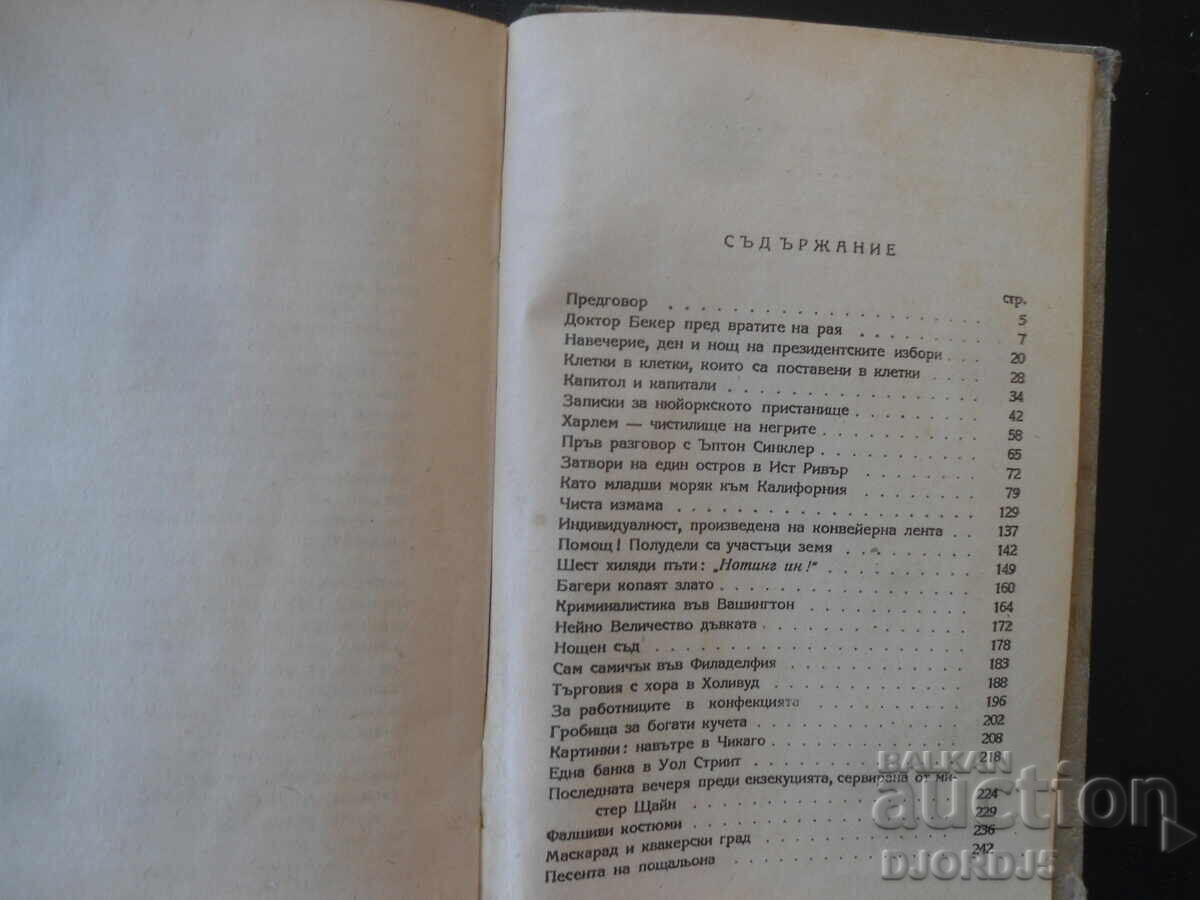 СЪДЪРЖАНИЕ
стр.
Предговор . . . . . . . . . . . . . . . 5
Доктор Бекер пред вратите на рая . . . . . . . 7
Навечерие, ден и нощ на президентските избори . . . 20
Клетки в клетки, които са поставени в клетки . . . . 28
Капитол и капитали . . . . . . . . . . . . 34
Записки за нюйоркското пристанище . . . . . . . 42
Харлем — чистилище на негрите . . . . . . . . 58
Пръв разговор с Ъптон Синклер . . . . . . . . 65
Затвори на един остров в Ист Ривър . . . . . . 72
Като младши моряк към Калифорния . . . . . . 79
Чиста измама . . . . . . . . . . . . . . 129
Индивидуалност, произведена на конвейерна лента . . 137
Помощ! Полудели са участъци земя . . . . . . . 142
Шест хиляди пъти: „Нотинг ин!" . . . . . . . . 149
Багери копаят злато . . . . . . . . . . . . 160
Криминалистика във Вашингтон . . . . . . . . 164
Нейно Величество дъвката . . . . . . . . . . 172
Нощен съд . . . . . . . . . . . . . . . 178
Сам самичък във Филаделфия . . . . . . . . . 183
Търговия с хора в Холивуд . . . . . . . . . . 188
За работниците в конфекцията . . . . . . . . 196
Гробища за богати кучета . . . . . . . . . . 202
Картинки: навътре в Чикаго . . . . . . . . . 208
Една банка в Уол Стриит . . . . . . . . . . 218
Последната вечеря преди екзекуцията, сервирана от ми-
стер Щайн . . . . . . . . . . . . . . 224
Фалшиви костюми . . . . . . . . . . . . . 229
Маскарад и квакерски град . . . . . . . . . 236
Песента на пощальона . . . . . . . . . . . 242
BALKAN
auction
DJORDJ5